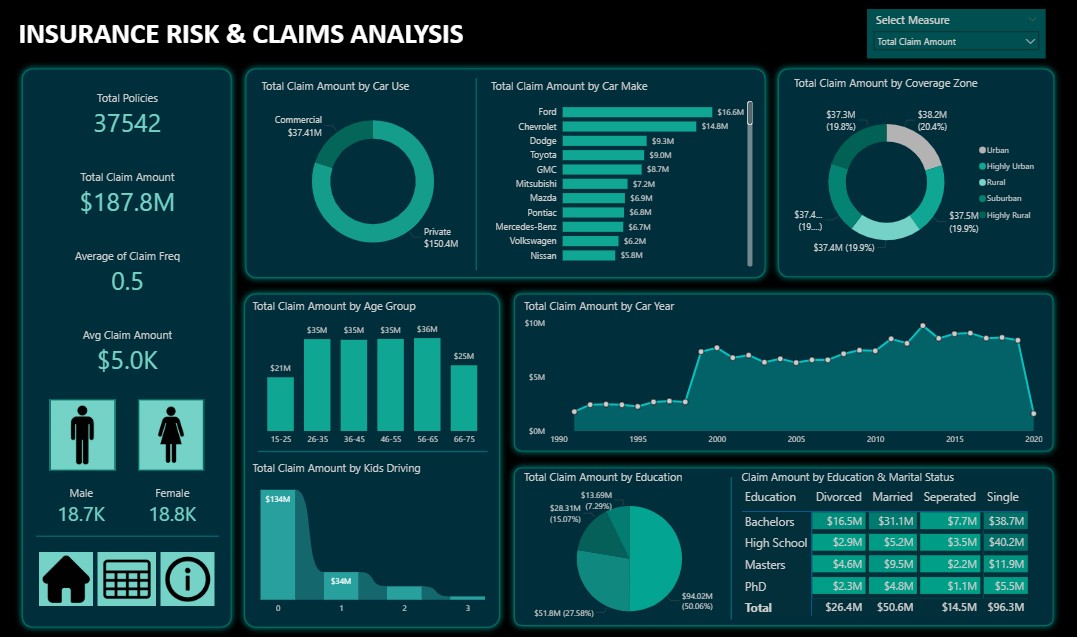 INSURANCE RISK & CLAIMS ANALYSIS
Select Measure
Total Claim Amount
Total Policies
37542
Total Claim Amount
$187.8M
Average of Claim Freq
0.5
Avg Claim Amount
$5.0K
Male
18.7K
Female
18.8K
Total Claim Amount by Car Use
Commercial
$37.41M
Private
$150.4M
Total Claim Amount by Car Make
Ford $16.6M
Chevrolet $14.8M
Dodge $9.3M
Toyota $9.0M
GMC $8.7M
Mitsubishi $7.2M
Mazda $6.9M
Pontiac $6.8M
Mercedes-Benz $6.7M
Volkswagen $6.2M
Nissan $5.8M
Total Claim Amount by Coverage Zone
$37.3M
(19.8%)
$38.2M
(20.4%)
$37.4...
(19....)
$37.5M
(19.9%)
$37.4M (19.9%)
Urban
Highly Urban
Rural
Suburban
Highly Rural
Total Claim Amount by Age Group
$21M $35M $35M $35M $36M $25M
15-25 26-35 36-45 46-55 56-65 66-75
Total Claim Amount by Kids Driving
$134M
$34M
0 1 2 3
Total Claim Amount by Car Year
$10M
$5M
$0M
1990 1995 2000 2005 2010 2015 2020
Total Claim Amount by Education
$13.69M
(7.29%)
$28.31M
(15.07%)
$51.8M (27.58%)
$94.02M
(50.06%)
Claim Amount by Education & Marital Status
Education Divorced Married Seperated Single
Bachelors $16.5M $31.1M $7.7M $38.7M
High School $2.9M $5.2M $3.5M $40.2M
Masters $4.6M $9.5M $2.2M $11.9M
PhD $2.3M $4.8M $1.1M $5.5M
Total $26.4M $50.6M $14.5M $96.3M